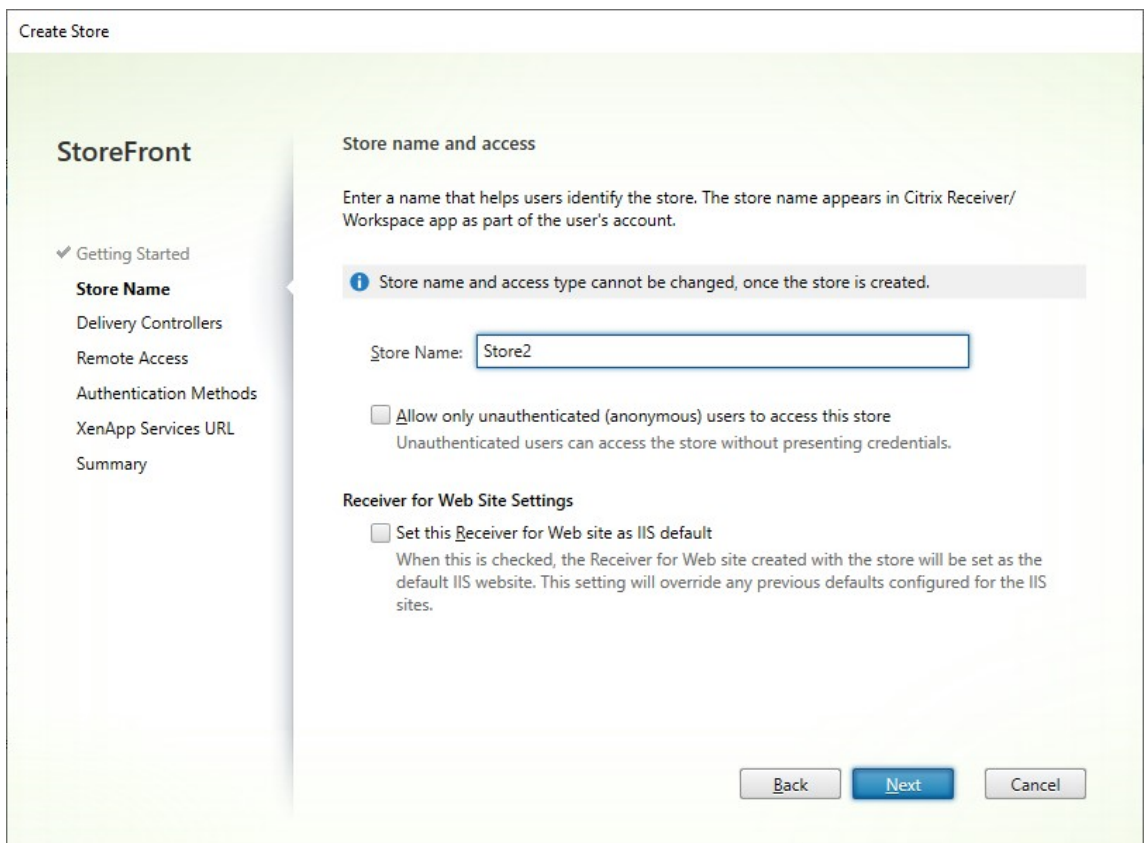 Create Store
StoreFront
Getting Started
Store Name
Delivery Controllers
Remote Access
Authentication Methods
XenApp Services URL
Summary
Store name and access
Enter a name that helps users identify the store. The store name appears in Citrix Receiver/
Workspace app as part of the user's account.
Store name and access type cannot be changed, once the store is created.
Store Name: Store2
Allow only unauthenticated (anonymous) users to access this store
Unauthenticated users can access the store without presenting credentials.
Receiver for Web Site Settings
Set this Receiver for Web site as IIS default
When this is checked, the Receiver for Web site created with the store will be set as the
default IIS website. This setting will override any previous defaults configured for the IIS
sites.
Back Next Cancel